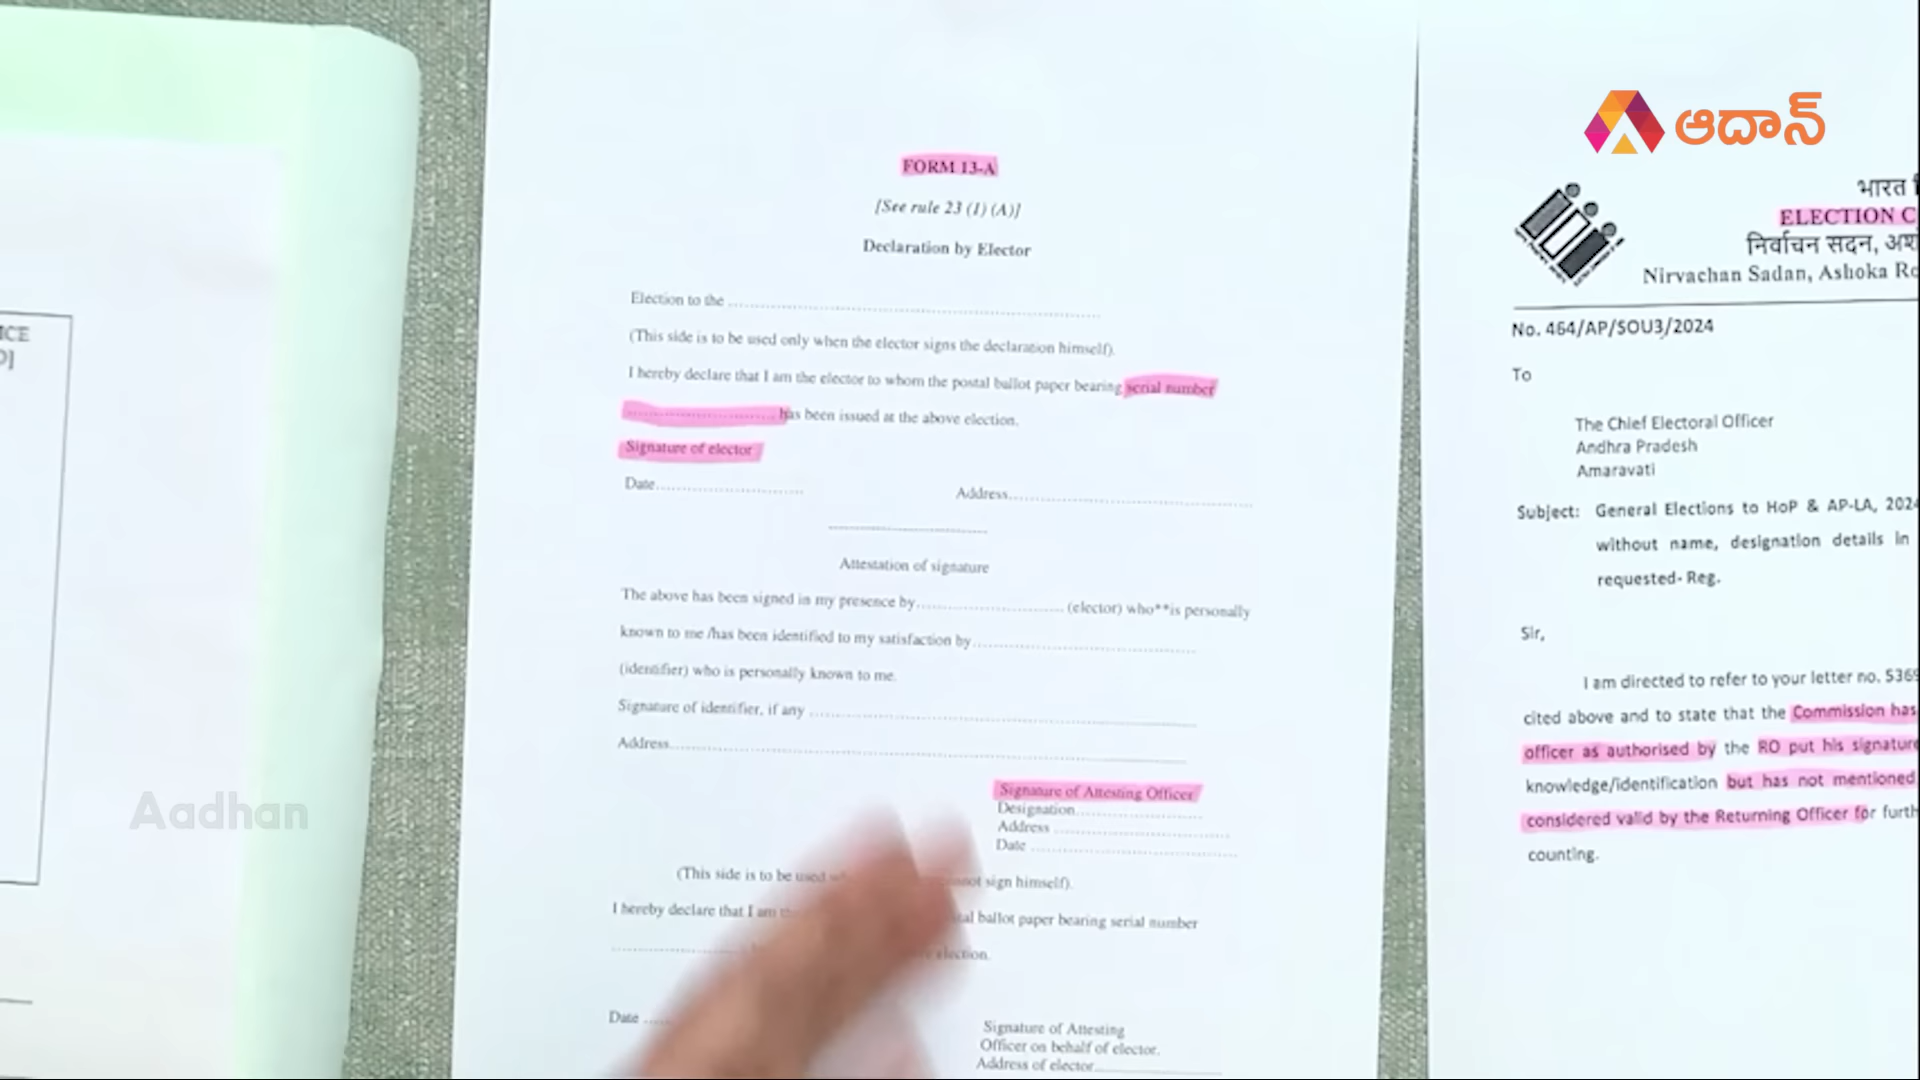 ఆదాన్
Aadhan
FORM 13-A
[See rule 23 (1) (A)]
Declaration by Elector
Election to the
(This side is to be used only when the elector signs the declaration himself).
I hereby declare that I am the elector to whom the postal ballot paper bearing serial number
has been issued at the above election.
Signature of elector
Date Address
Attestation of signature
The above has been signed in my presence by (elector) who**is personally
known to me /has been identified to my satisfaction by
(identifier) who is personally known to me.
Signature of identifier, if any
Address
Signature of Attesting Officer
Designation
Address
Date
(This side is to be used sign himself).
I hereby declare that I am ballot paper bearing serial number
election.
Date
Signature of Attesting
Officer on behalf of elector.
Address of elector
भारत
ELECTION C
निर्वाचन सदन,
Nirvachan Sadan, Ashoka
No. 464/AP/SOU3/2024
To
The Chief Electoral Officer
Andhra Pradesh
Amaravati
Subject: General Elections to HoP & AP-LA, 2024
without name, designation details in
requested- Reg.
Sir,
I am directed to refer to your letter no. 5369
cited above and to state that the Commission has
officer as authorised by the RO put his signature
knowledge/identification but has not mentioned
considered valid by the Returning Officer for furth
counting.